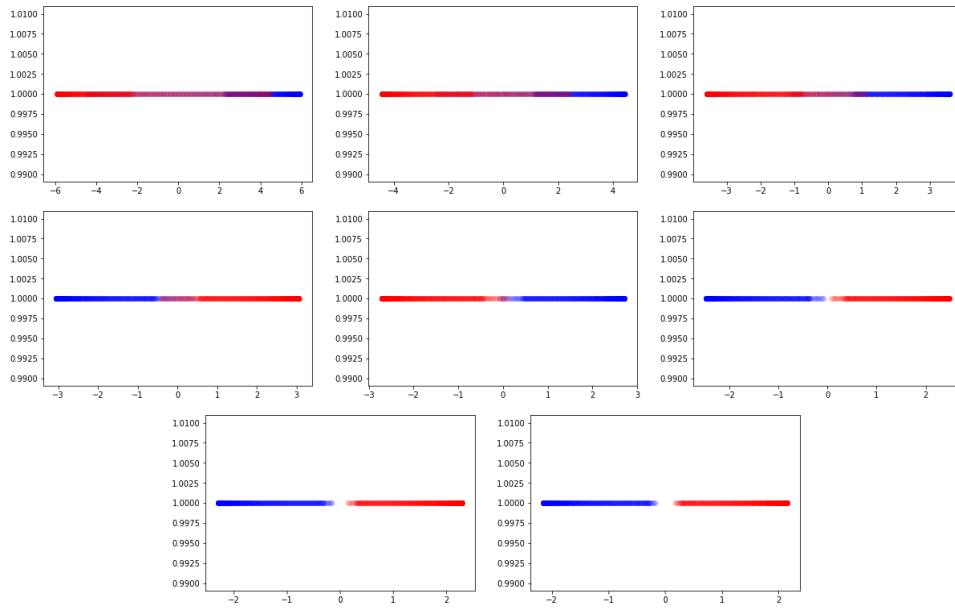 1.0100 1.0100 1.0100
1.0075 1.0075 1.0075
1.0050 1.0050 1.0050
1.0025 1.0025 1.0025
1.0000 1.0000 1.0000
0.9975 0.9975 0.9975
0.9950 0.9950 0.9950
0.9925 0.9925 0.9925
0.9900 0.9900 0.9900
−6 −4 −2 0 2 4 6 −4 −2 0 2 4 −3 −2 −1 0 1 2 3
1.0100 1.0100 1.0100
1.0075 1.0075 1.0075
1.0050 1.0050 1.0050
1.0025 1.0025 1.0025
1.0000 1.0000 1.0000
0.9975 0.9975 0.9975
0.9950 0.9950 0.9950
0.9925 0.9925 0.9925
0.9900 0.9900 0.9900
−3 −2 −1 0 1 2 3 −3 −2 −1 0 1 2 3 −2 −1 0 1 2
1.0100 1.0100
1.0075 1.0075
1.0050 1.0050
1.0025 1.0025
1.0000 1.0000
0.9975 0.9975
0.9950 0.9950
0.9925 0.9925
0.9900 0.9900
−2 −1 0 1 2 −2 −1 0 1 2